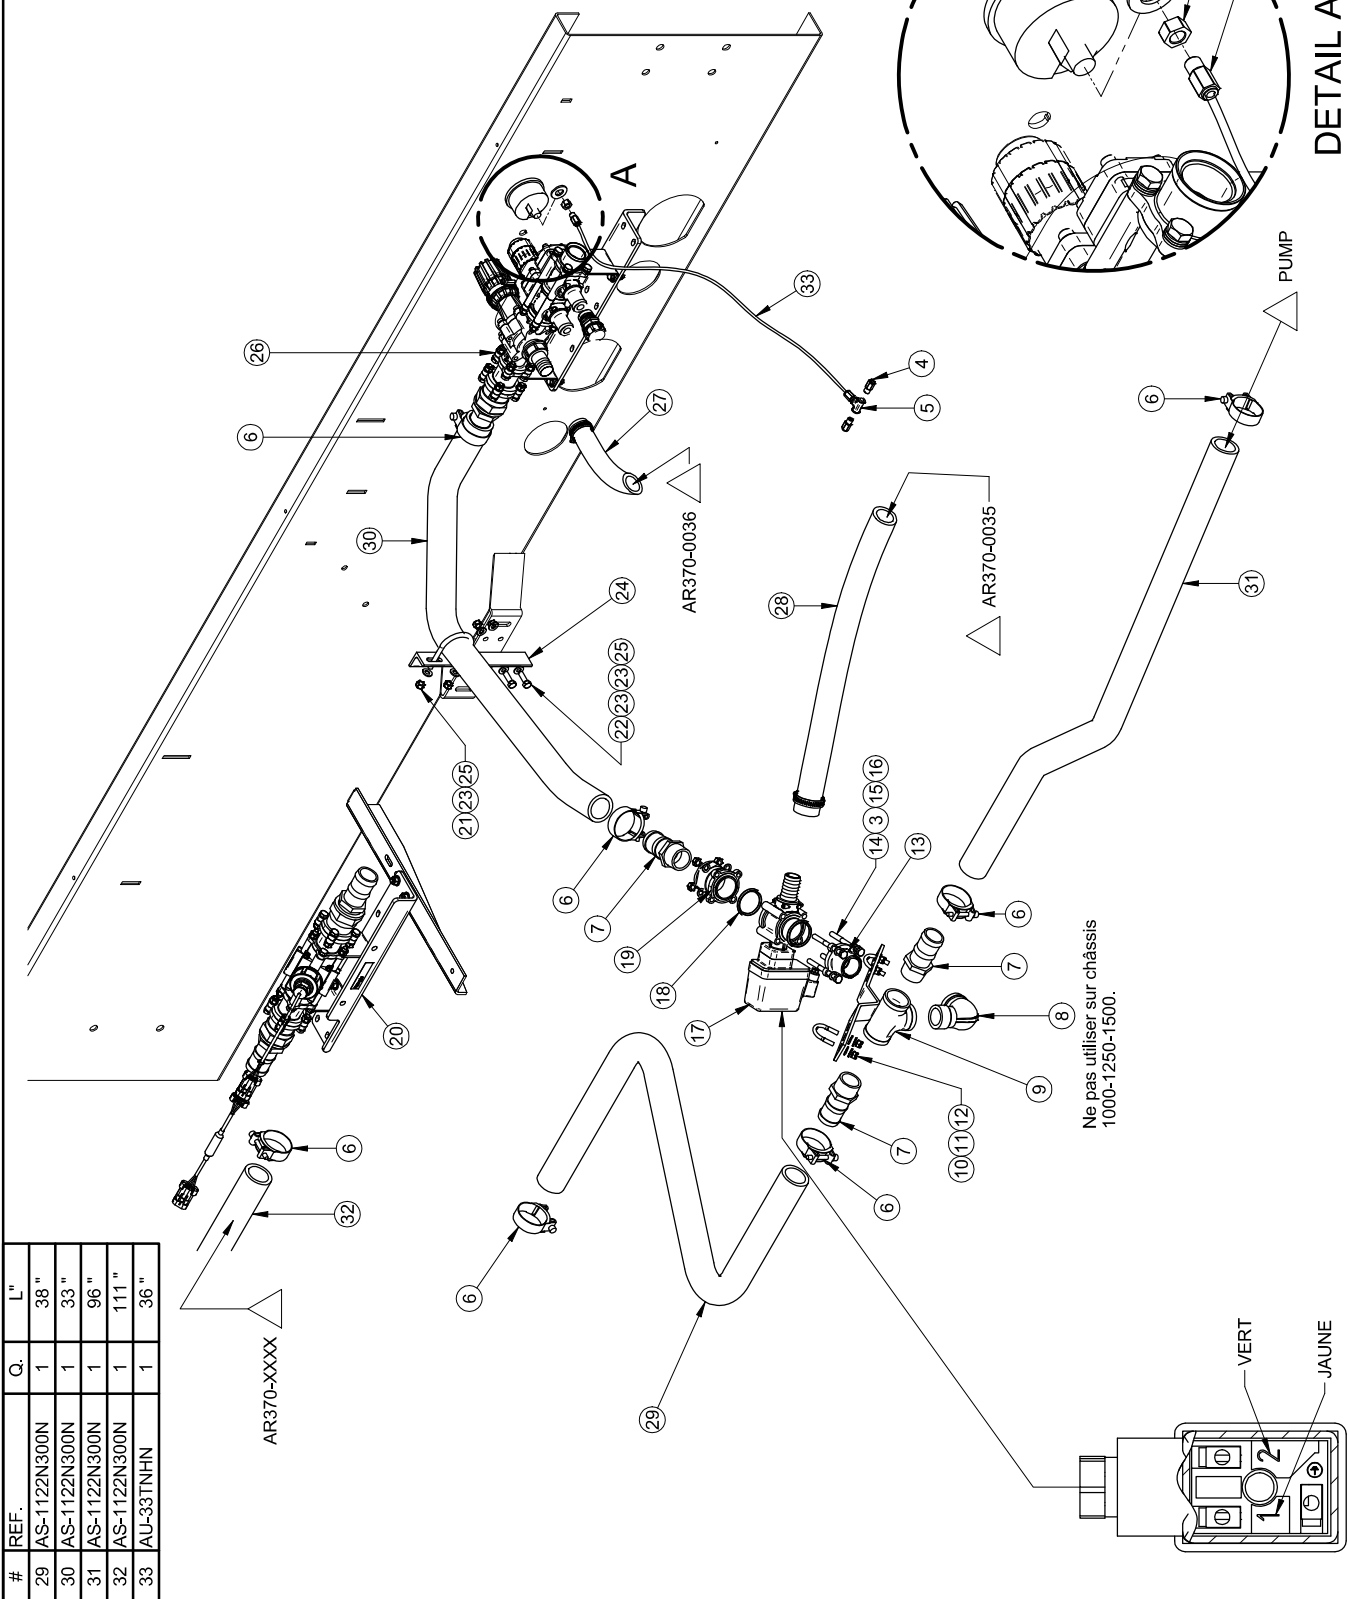 # REF. Q. L"
29 AS-1122N300N 1 38 "
30 AS-1122N300N 1 33 "
31 AS-1122N300N 1 96 "
32 AS-1122N300N 1 111 "
33 AU-33TNHN 1 36 "
AR370-XXXX
32
6
20
21 23 25
6
26
30
27
AR370-0036
24
22 23 23 25
A
33
4
5
6
7
19
18
17
14 3 15 16
13
28
AR370-0035
6
29
6
7
10 11 12
9
8
7
6
Ne pas utiliser sur châssis
1000-1250-1500.
31
6
PUMP
DETAIL A
VERT
JAUNE
1
2